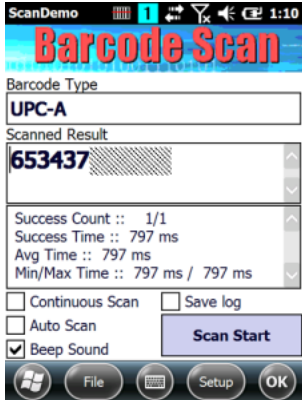 ScanDemo 1 1:10
Barcode Scan
Barcode Type
UPC-A
Scanned Result
653437
Success Count :: 1/1
Success Time :: 797 ms
Avg Time :: 797 ms
Min/Max Time :: 797 ms / 797 ms
Continuous Scan Save log
Auto Scan
Scan Start
Beep Sound
File Setup OK